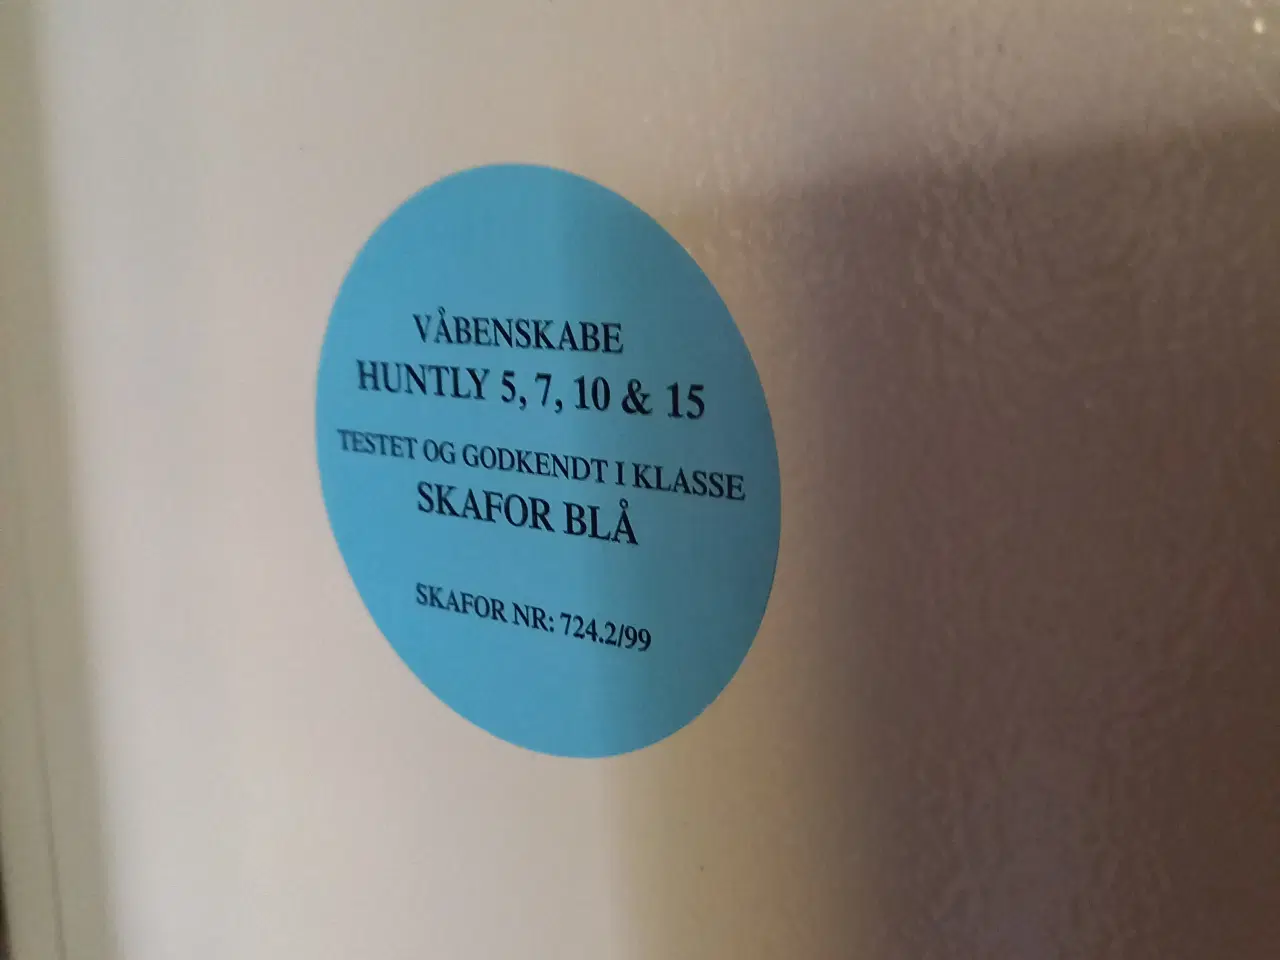 VÅBENSKABE
HUNTLY 5, 7, 10 & 15
TESTET OG GODKENDT I KLASSE
SKAFOR BLÅ
SKAFOR NR: 724.2/99